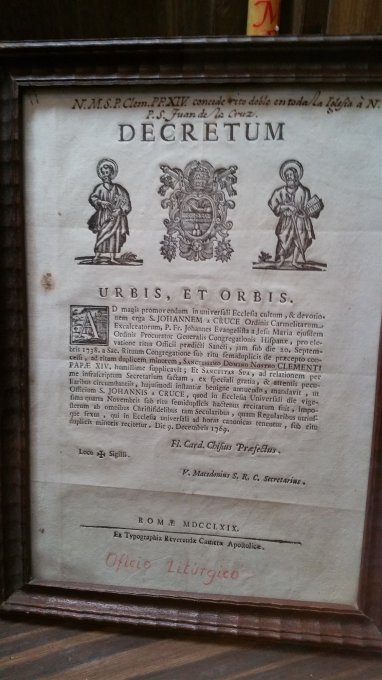 N. M. S. P. Clem. PP. XIV. concede rito doble en toda la Iglesia à N.
P. S. Juan de la Cruz.
DECRETUM
URBIS, ET ORBIS.
AD magis promovendum in universali Ecclesia cultum, & devotio-
nem erga S. JOHANNEM a CRUCE Ordinis Carmelitarum
Excalceatorum, P. Fr. Johannes Evangelista a Jesu Maria ejusdem
Ordinis Procurator Generalis Congregationis Hispaniæ, pro ele-
vatione ritus Officii prædicti Sancti, jam sub die 20. Septem-
bris 1738. a Sac. Rituum Congregatione sub ritu semiduplicis de præcepto con-
cessi, ad ritum duplicem minorem, SANCTISSIMO DOMINO NOSTRO CLEMENTI
PAPÆ XIV. humillime supplicavit; Et SANCTITAS SUA, ad relationem per
me infrascriptum Secretarium factam, ex speciali gratia, & attentis pecu-
liaribus circumstantiis, hujusmodi instantiæ benigne annuendo, mandavit, ut
Officium S. JOHANNIS a CRUCE, quod in Ecclesia Universali die vige-
sima quarta Novembris sub ritu semiduplicis hactenus recitatum fuit, impo-
sterum ab omnibus Christifidelibus tam Secularibus, quam Regularibus utrius-
que sexus, qui in Ecclesia universali ad horas canonicas tenentur, sub ritu
duplicis minoris recitetur. Die 9. Decembris 1769.
Fl. Card. Chisius Præfectus.
Loco ✠ Sigilli.
V. Macedonius S. R. C. Secretarius.
ROMÆ MDCCLXIX.
Ex Typographia Reverendæ Cameræ Apostolicæ.
Oficio Litúrgico